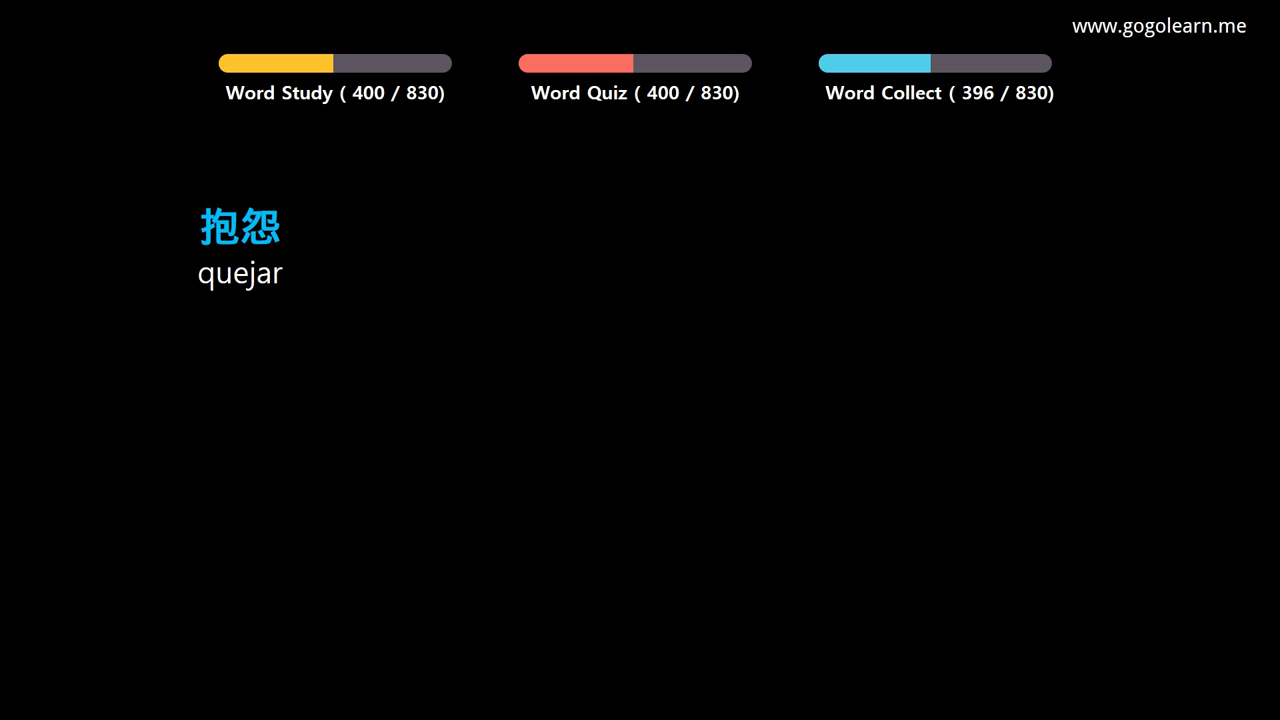 www.gogolearn.me
Word Study ( 400 / 830)
Word Quiz ( 400 / 830)
Word Collect ( 396 / 830)
抱怨
quejar